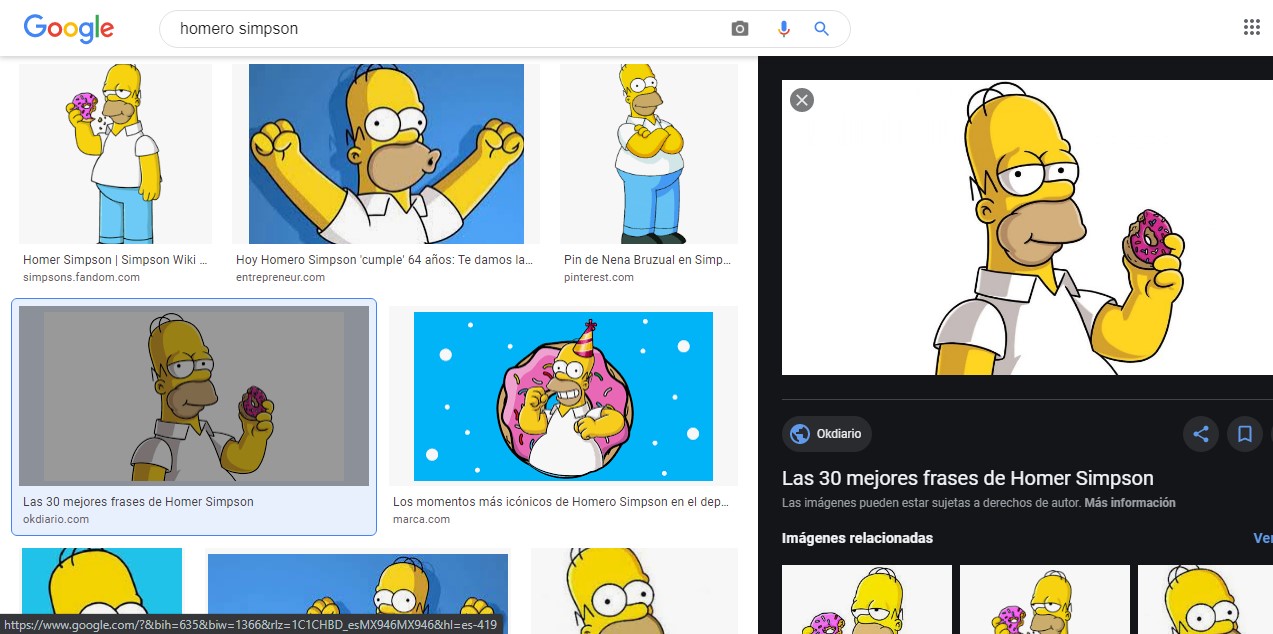 Google
homero simpson
Homer Simpson | Simpson Wiki ...
simpsons.fandom.com
Hoy Homero Simpson 'cumple' 64 años: Te damos la...
entrepreneur.com
Pin de Nena Bruzual en Simp...
pinterest.com
Las 30 mejores frases de Homer Simpson
okdiario.com
Los momentos más icónicos de Homero Simpson en el dep...
marca.com
Okdiario
Las 30 mejores frases de Homer Simpson
Las imágenes pueden estar sujetas a derechos de autor. Más información
Imágenes relacionadas
https://www.google.com/?&bih=635&biw=1366&rlz=1C1CHBD_esMX946MX946&hl=es-419